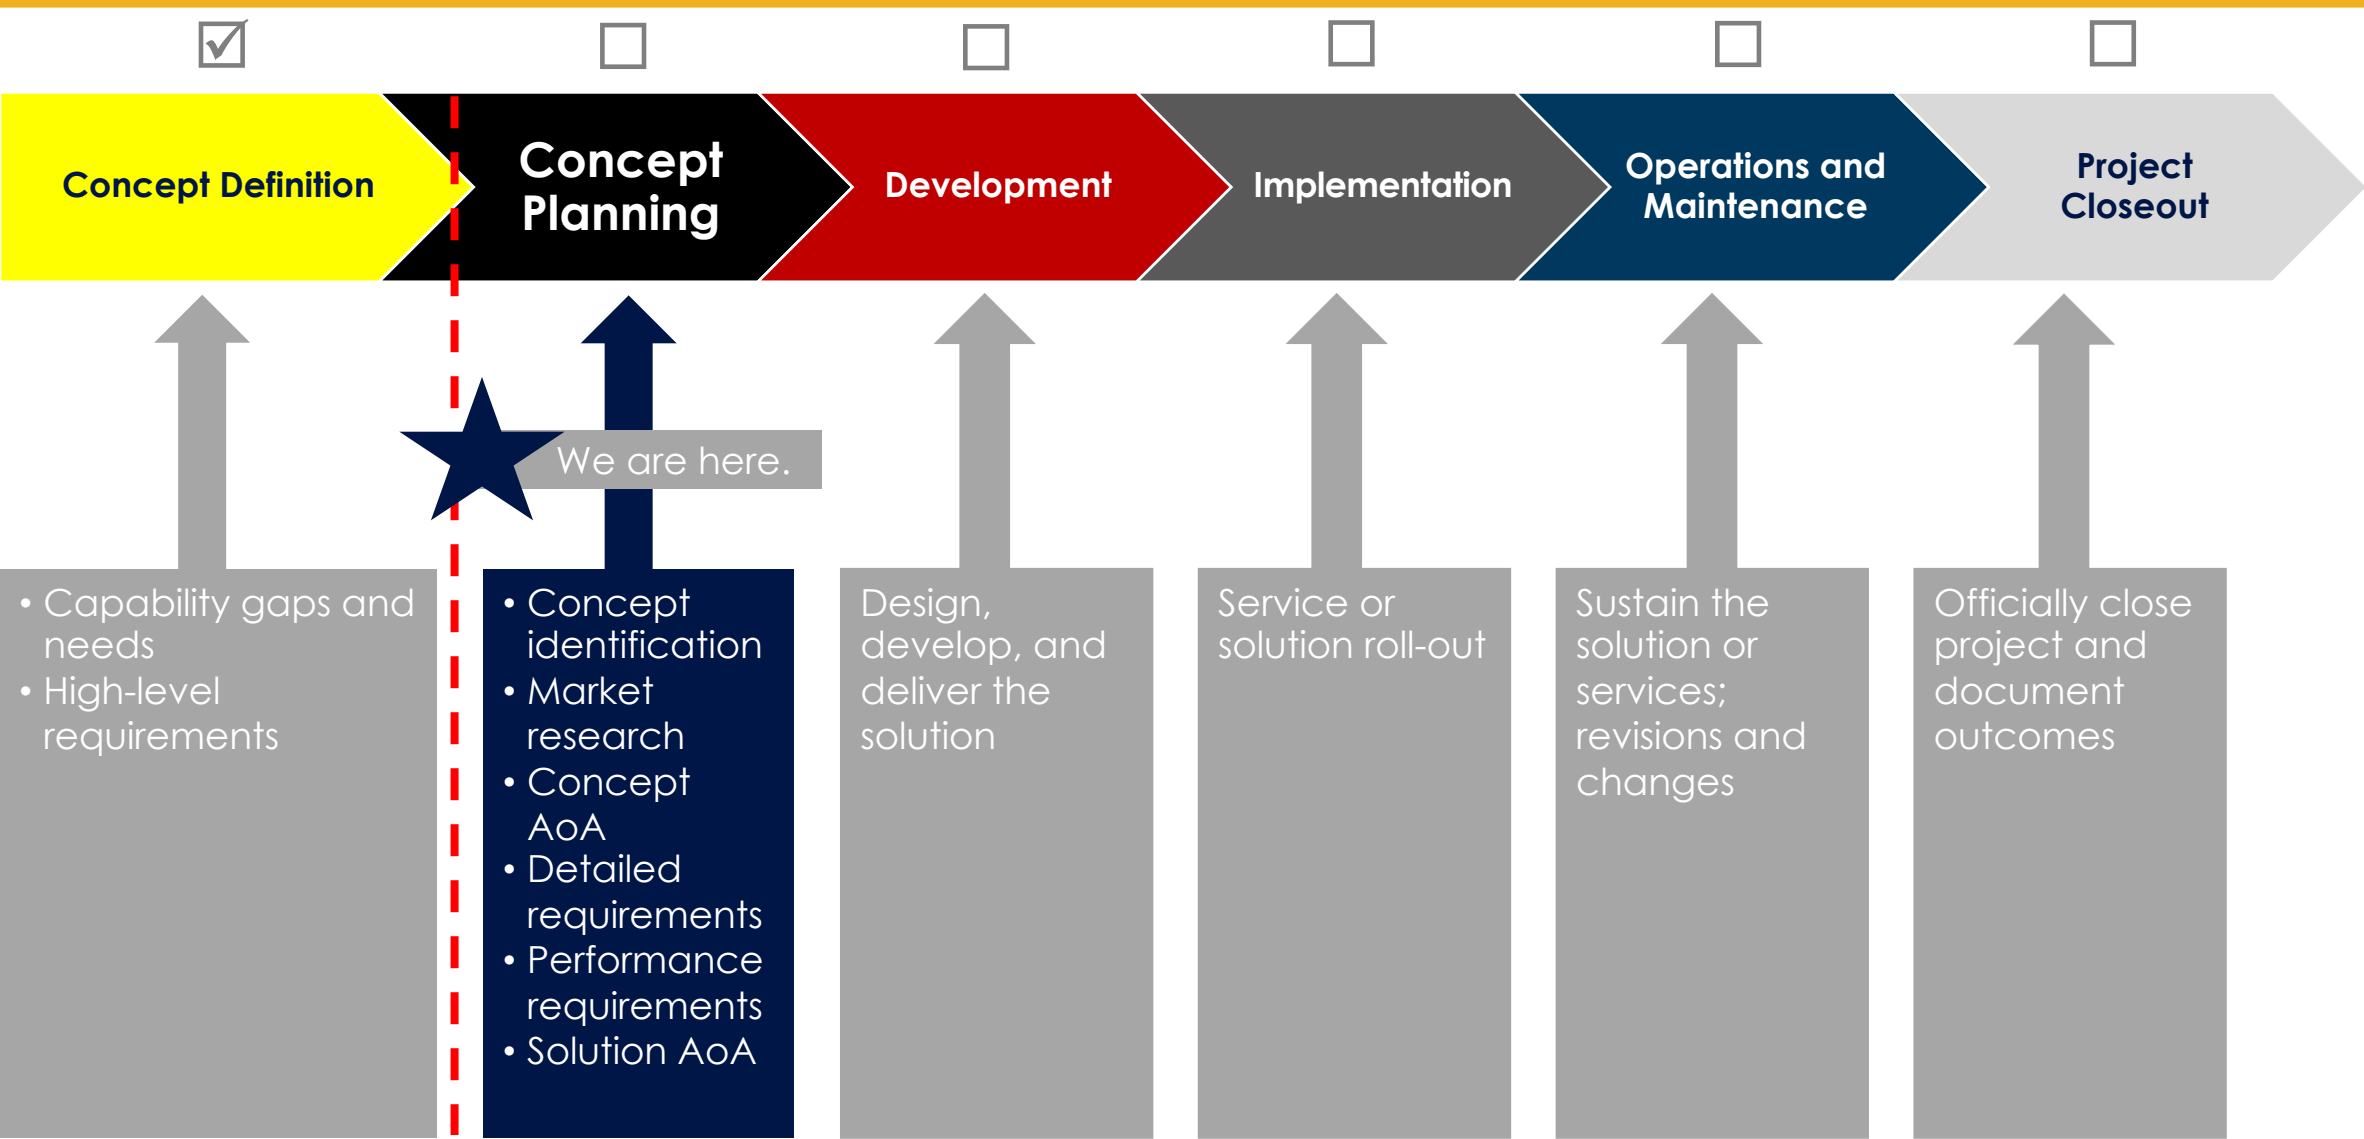 Concept Definition
Concept
Planning
Development
Implementation
Operations and
Maintenance
Project
Closeout
We are here.
• Capability gaps and
needs
• High-level
requirements
• Concept
identification
• Market
research
• Concept
AoA
• Detailed
requirements
• Performance
requirements
• Solution AoA
Design,
develop, and
deliver the
solution
Service or
solution roll-out
Sustain the
solution or
services;
revisions and
changes
Officially close
project and
document
outcomes